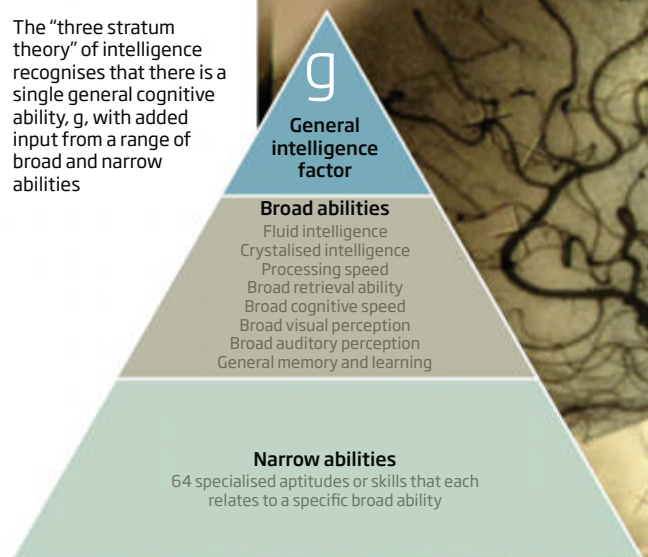 The “three stratum
theory” of intelligence
recognises that there is a
single general cognitive
ability, g, with added
input from a range of
broad and narrow
abilities
g
General
intelligence
factor
Broad abilities
Fluid intelligence
Crystalised intelligence
Processing speed
Broad retrieval ability
Broad cognitive speed
Broad visual perception
Broad auditory perception
General memory and learning
Narrow abilities
64 specialised aptitudes or skills that each
relates to a specific broad ability